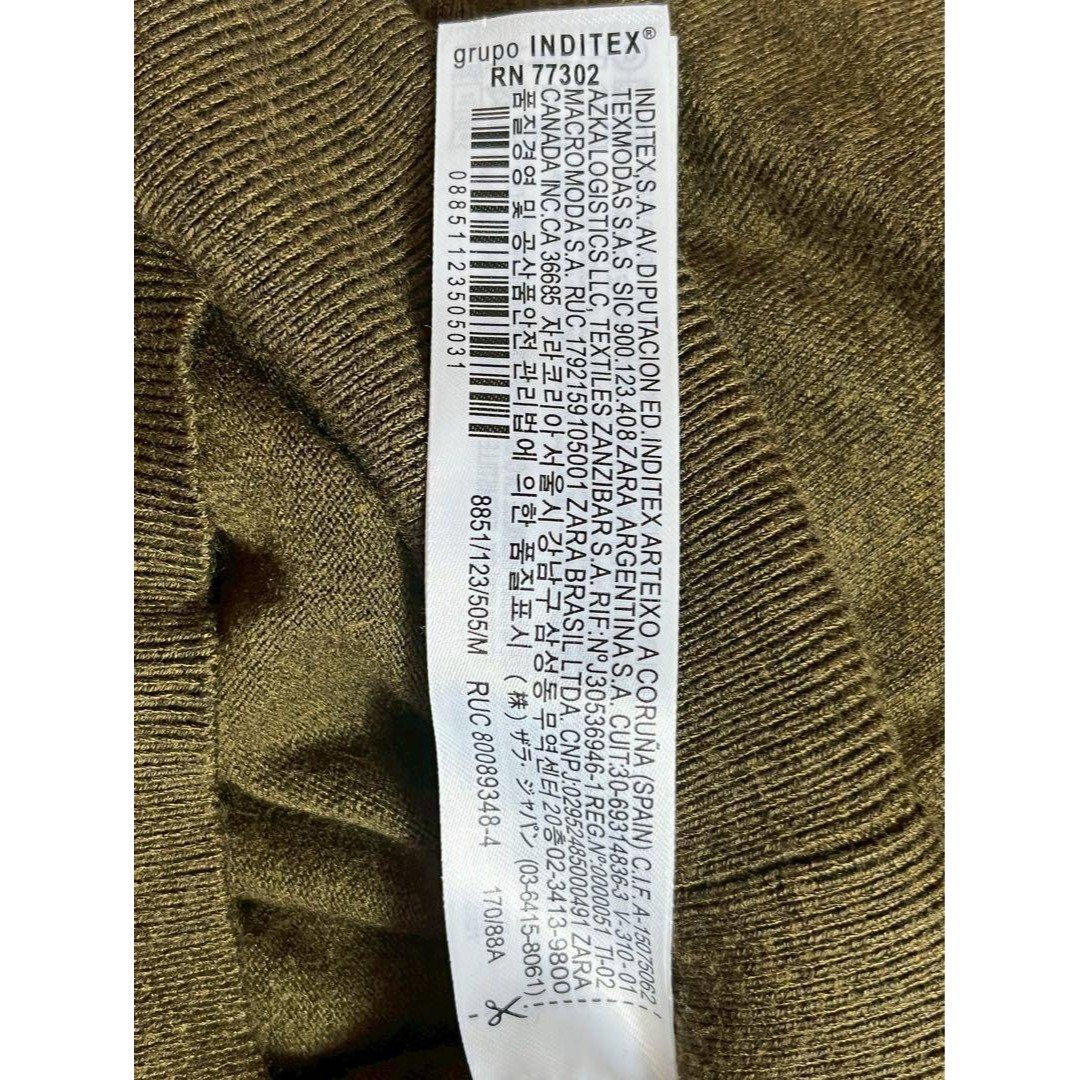 grupo INDITEX®
RN 77302
INDITEX,S.A. AV. DIPUTACION ED INDITEX ARTEIXO A CORUÑA (SPAIN) C.I.F. A-15075062
TEXMODAS S.A.S SIC 900.123.408 ZARA ARGENTINA S.A. CUIT:30-69314836-3 V-310-01
AZKA LOGISTICS LLC, TEXTILES ZANZIBAR S.A. RIF:NºJ30536946-1 REG.Nº:0000051 TI-02
MACROMODA S.A. RUC 1792159105001 ZARA BRASIL LTDA. CNPJ:02952485000491 ZARA
CANADA INC.CA 36685 자라코리아 서울시 강남구 삼성동 무역센터 20층 02-3413-9800
품질경영 및 공산품안전 관리법에 의한 품질표시 (株) ザラ・ジャパン (03-6415-8061)
8851/123/505/M RUC 80089348-4 170/88A
08851123505031